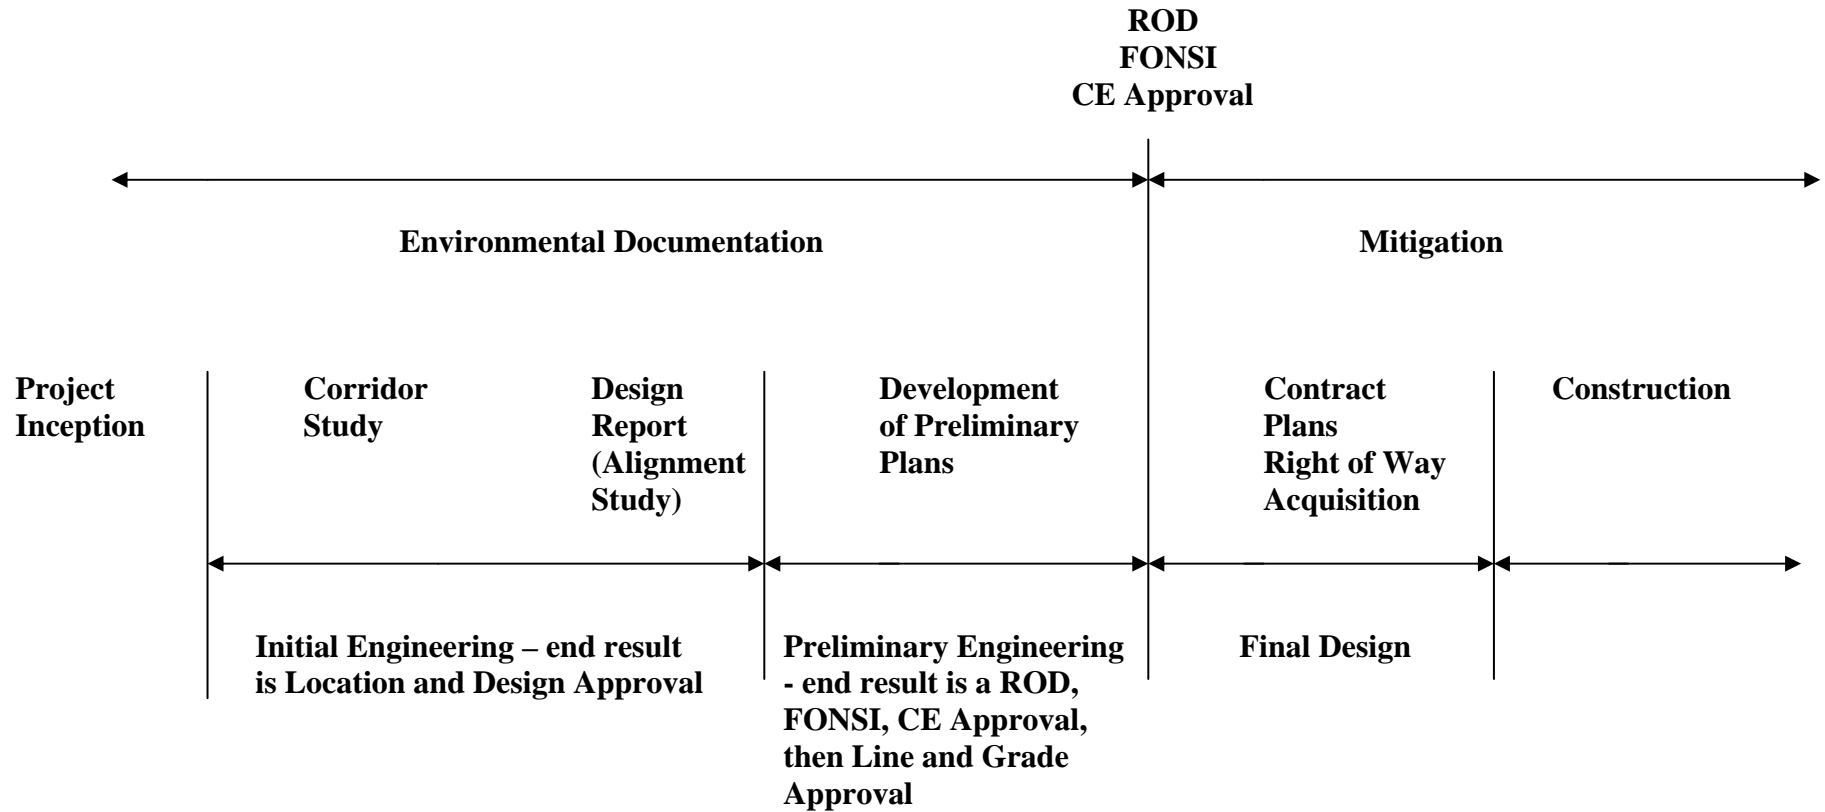 ROD
FONSI
CE Approval
Environmental Documentation
Mitigation
Project
Inception
Corridor
Study
Design
Report
(Alignment
Study)
Development
of Preliminary
Plans
Contract
Plans
Right of Way
Acquisition
Construction
Initial Engineering – end result
is Location and Design Approval
Preliminary Engineering
- end result is a ROD,
FONSI, CE Approval,
then Line and Grade
Approval
Final Design